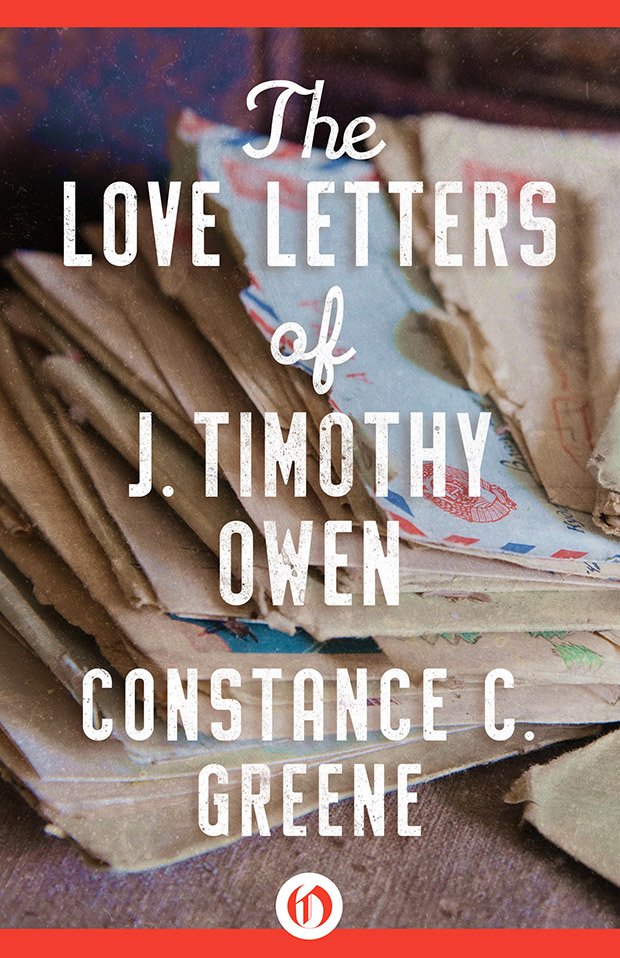 The
LOVE LETTERS
of
J. TIMOTHY
OWEN
CONSTANCE C.
GREENE